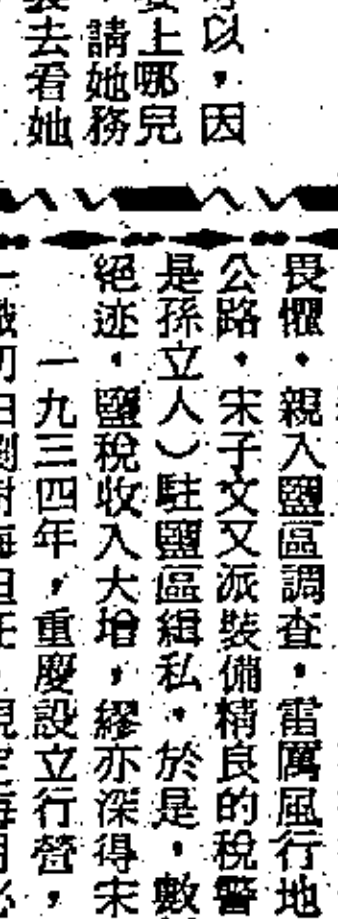 以，因
上哪兒
請她務
去看她
畏懼，親入鹽區調查，雷厲風行地
公路，宋子文又派裝備精良的稅警
是孫立人）駐鹽區緝私，於是，數
絕迹，鹽稅收入大增，繆亦深得宋
一九三四年，重慶設立行營，